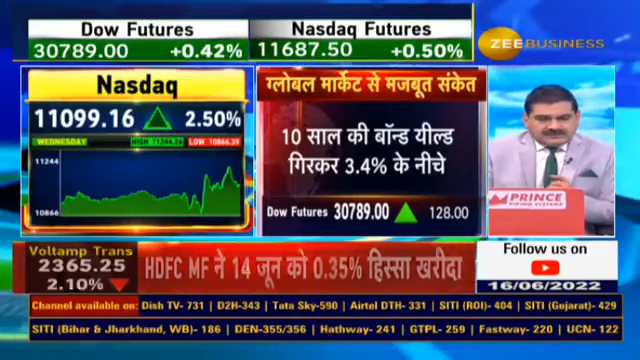 Dow Futures
30789.00 +0.42%
Nasdaq Futures
11687.50 +0.50%
ZEE BUSINESS
Nasdaq
11099.16 2.50%
WEDNESDAY HIGH 11244.26 LOW 10866.39
11244
10866
ग्लोबल मार्केट से मजबूत संकेत
10 साल की बॉन्ड यील्ड
गिरकर 3.4% के नीचे
Dow Futures 30789.00 128.00
PRINCE
PIPING SYSTEMS
Voltamp Trans
2365.25
2.10%
HDFC MF ने 14 जून को 0.35% हिस्सा खरीदा
Follow us on
16/06/2022
Channel available on: Dish TV- 731 | D2H-343 | Tata Sky-590 | Airtel DTH- 331 | SITI (ROI)- 404 | SITI (Gujarat)- 429
SITI (Bihar & Jharkhand, WB)- 186 | DEN-355/356 | Hathway- 241 | GTPL- 259 | Fastway- 220 | UCN- 122